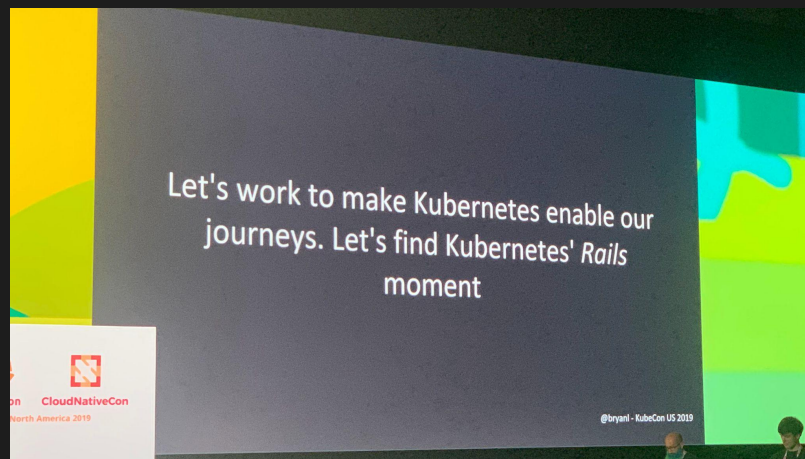 Let's work to make Kubernetes enable our
journeys. Let's find Kubernetes' Rails
moment
@bryanl - KubeCon US 2019
on
CloudNativeCon
North America 2019